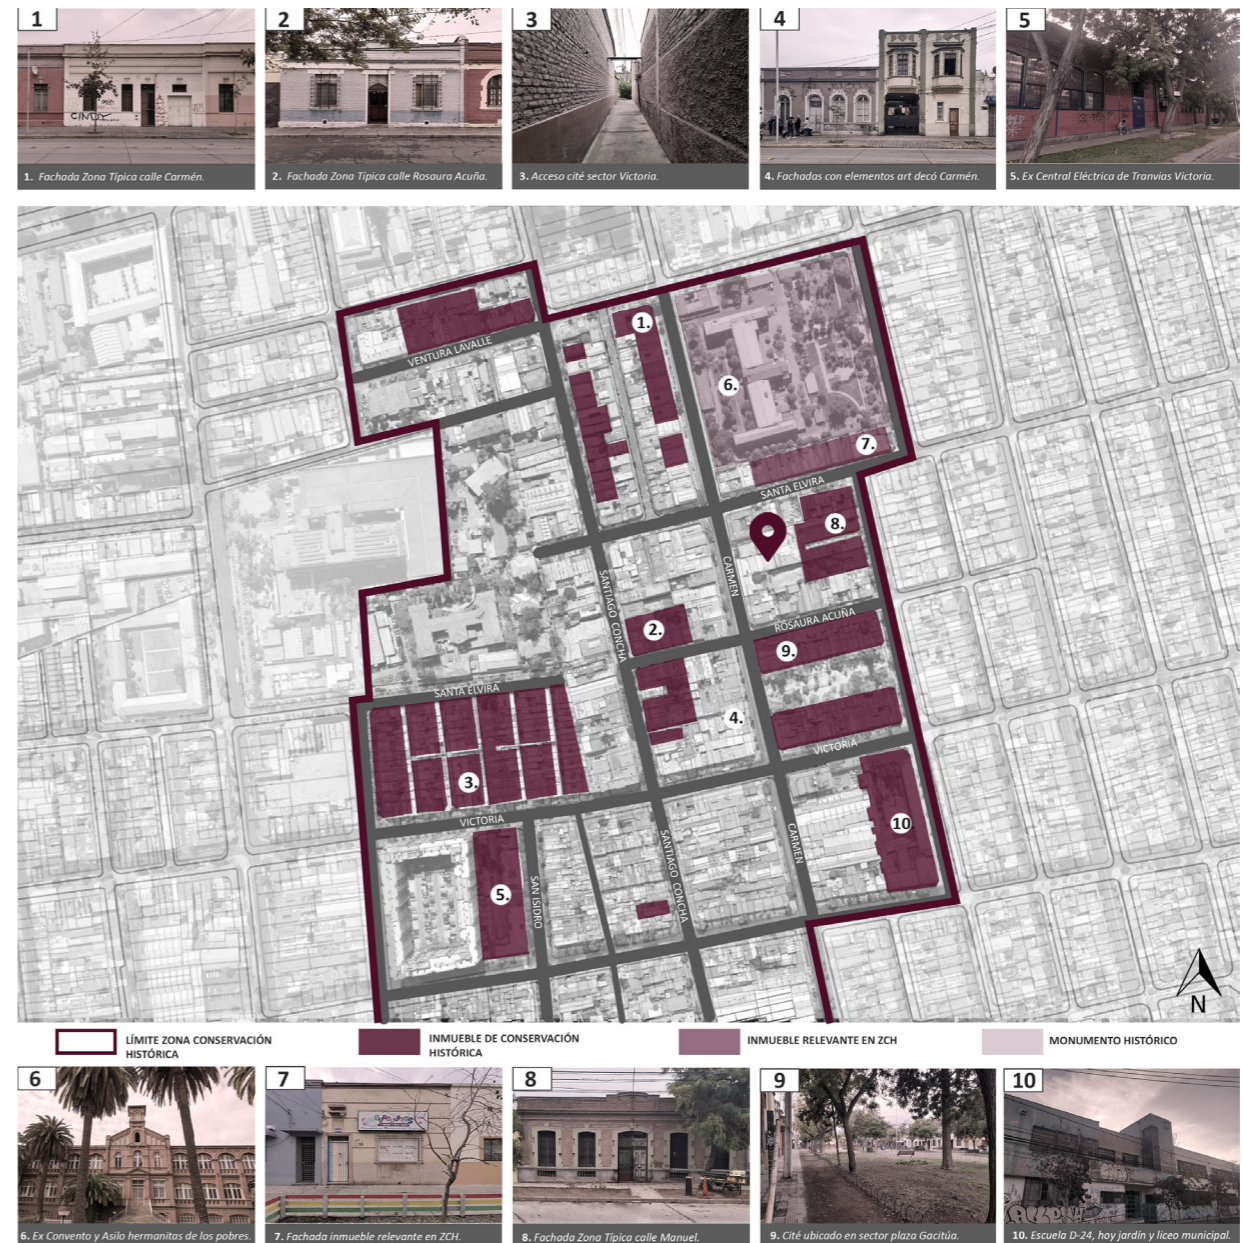 1
2
3
4
5
CINDY
1. Fachada Zona Típica calle Carmén.
2. Fachada Zona Típica calle Rosaura Acuña.
3. Acceso cité sector Victoria.
4. Fachadas con elementos art decó Carmén.
5. Ex Central Eléctrica de Tranvias Victoria.
1.
VENTURA LAVALLE
6.
7.
SANTA ELVIRA
8.
CARMEN
SANTIAGO CONCHA
ROSAURA ACUÑA
2.
9.
SANTA ELVIRA
4.
VICTORIA
3.
VICTORIA
10
CARMEN
SANTIAGO CONCHA
SAN ISIDRO
5.
N
LÍMITE ZONA CONSERVACIÓN
HISTÓRICA
INMUEBLE DE CONSERVACIÓN
HISTÓRICA
INMUEBLE RELEVANTE EN ZCH
MONUMENTO HISTÓRICO
6
7
8
9
10
6. Ex Convento y Asilo hermanitas de los pobres.
7. Fachada inmueble relevante en ZCH.
8. Fachada Zona Típica calle Manuel.
9. Cité ubicado en sector plaza Gacitúa.
10. Escuela D-24, hoy jardín y liceo municipal.